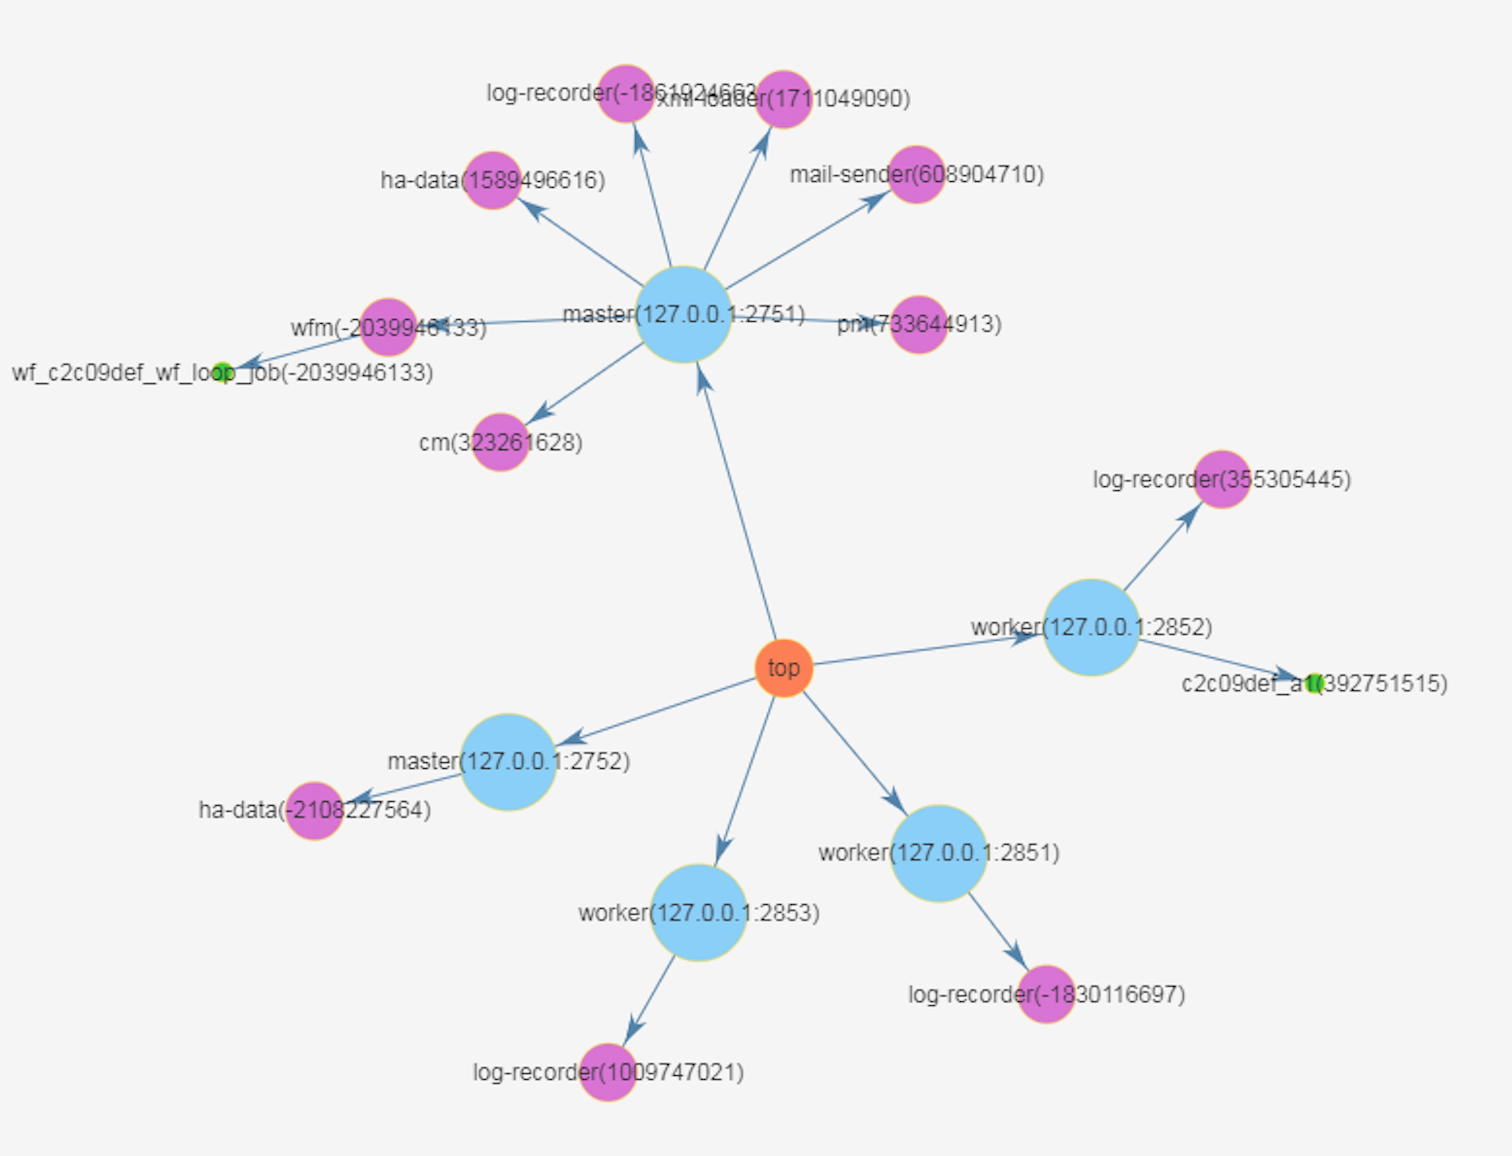 log-recorder(-1861924663
xml-loader(1711049090)
mail-sender(608904710)
ha-data(1589496616)
master(127.0.0.1:2751)
pm(733644913)
wfm(-2039946133)
wf_c2c09def_wf_loop_job(-2039946133)
cm(323261628)
log-recorder(355305445)
worker(127.0.0.1:2852)
top
c2c09def_a1(392751515)
master(127.0.0.1:2752)
ha-data(-2108227564)
worker(127.0.0.1:2851)
worker(127.0.0.1:2853)
log-recorder(-1830116697)
log-recorder(1009747021)